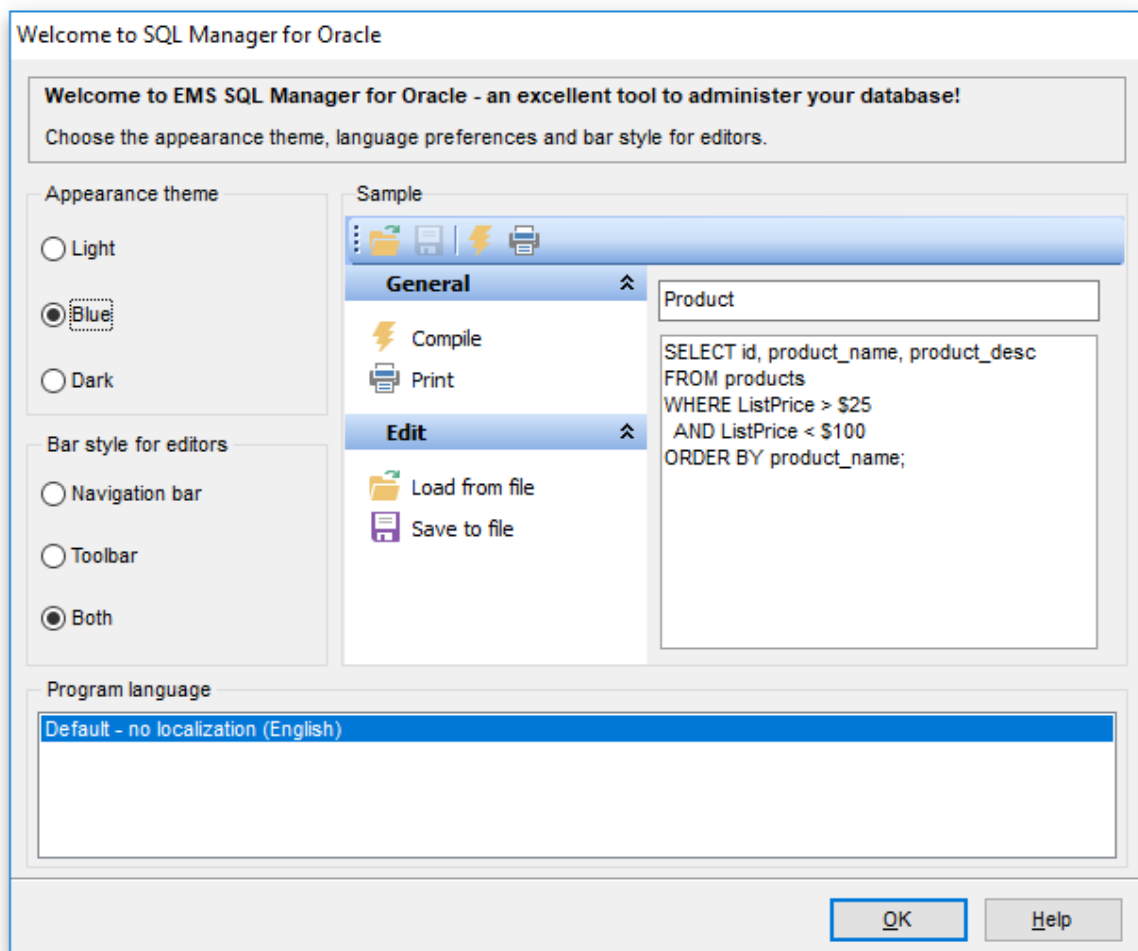 Welcome to SQL Manager for Oracle
Welcome to EMS SQL Manager for Oracle - an excellent tool to administer your database!
Choose the appearance theme, language preferences and bar style for editors.
Appearance theme
Light
Blue
Dark
Bar style for editors
Navigation bar
Toolbar
Both
Sample
General
Compile
Print
Edit
Load from file
Save to file
Product
SELECT id, product_name, product_desc
FROM products
WHERE ListPrice > $25
  AND ListPrice < $100
ORDER BY product_name;
Program language
Default - no localization (English)
OK
Help